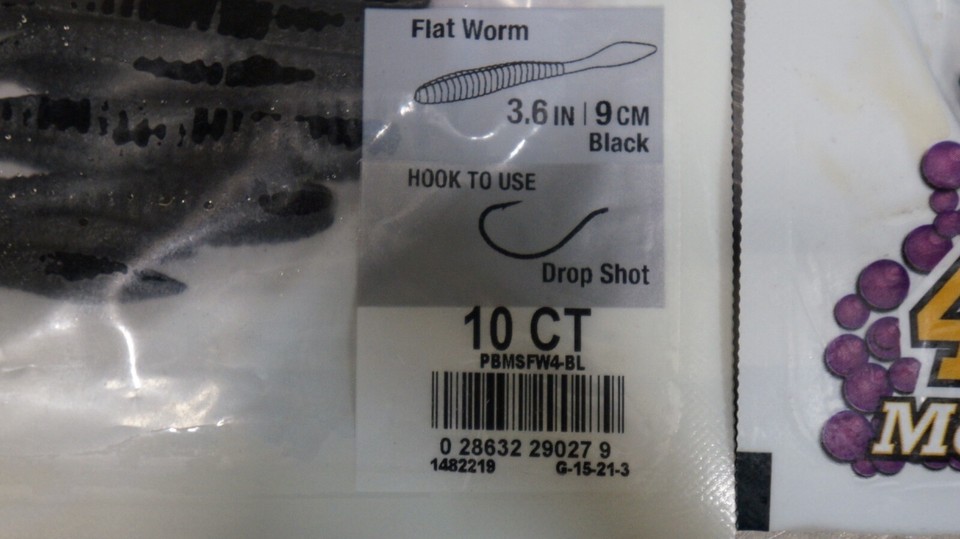 Flat Worm
3.6 IN | 9 CM
Black
HOOK TO USE
Drop Shot
10 CT
PBMSFW4-BL
0 28632 29027 9
1482219 G-15-21-3
4